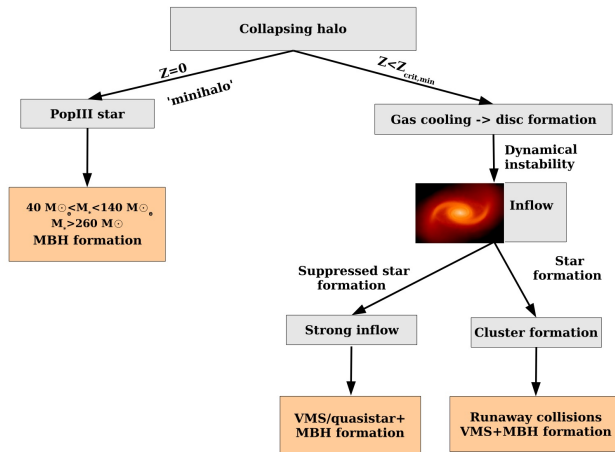 Collapsing halo
Z=0
'minihalo'
Z<Z_crit,min
PopIII star
Gas cooling -> disc formation
Dynamical
instability
40 M☉<M*<140 M☉
M*>260 M☉
MBH formation
Inflow
Suppressed star
formation
Star
formation
Strong inflow
Cluster formation
VMS/quasistar+
MBH formation
Runaway collisions
VMS+MBH formation